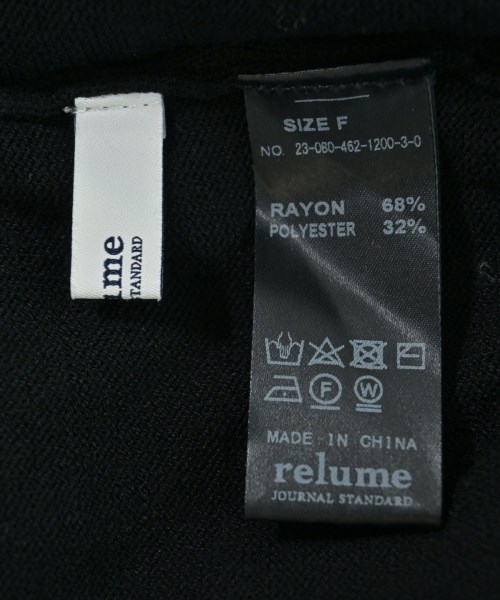 ume
STANDARD
SIZE F
NO. 23-080-462-1200-3-0
RAYON 68%
POLYESTER 32%
F
W
MADE IN CHINA
relume
JOURNAL STANDARD